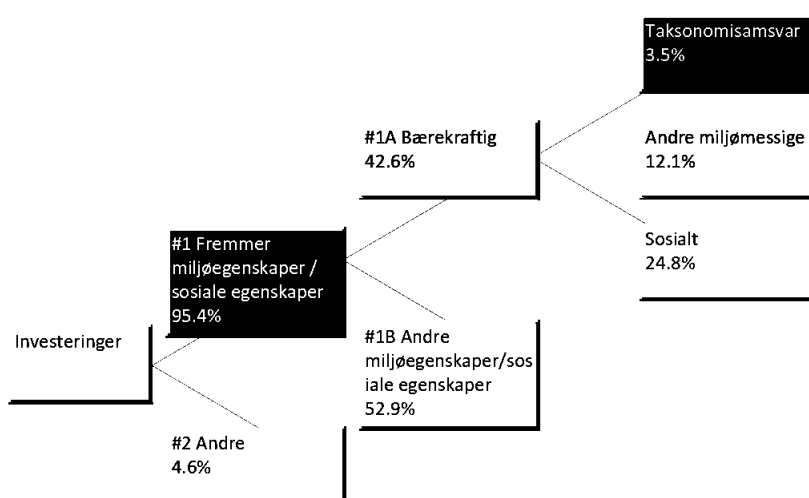 Taksonomisamsvar
3.5%
#1A Bærekraftig
42.6%
Andre miljømessige
12.1%
#1 Fremmer
miljøegenskaper /
sosiale egenskaper
95.4%
Sosialt
24.8%
Investeringer
#1B Andre
miljøegenskaper/sos
iale egenskaper
52.9%
#2 Andre
4.6%